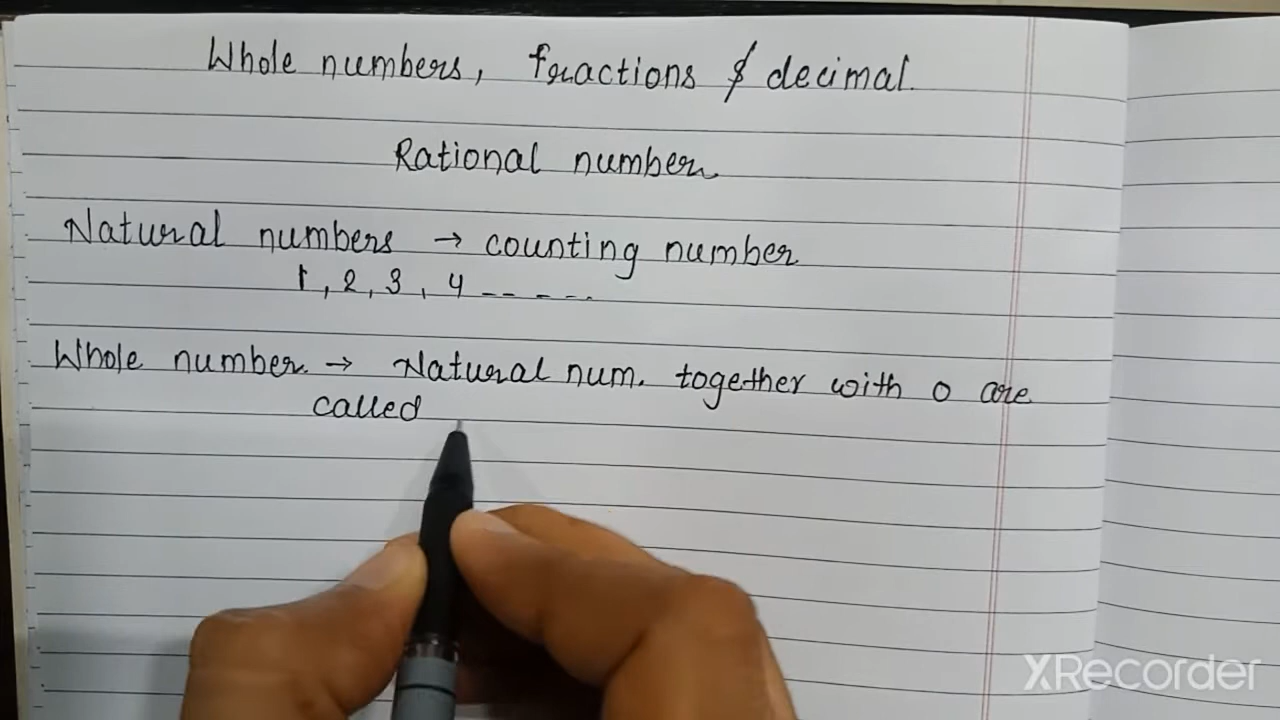 Whole numbers, fractions & decimal.
Rational number
Natural numbers → counting number
1, 2, 3, 4 -----
Whole number → Natural num. together with 0 are
called
XRecorder